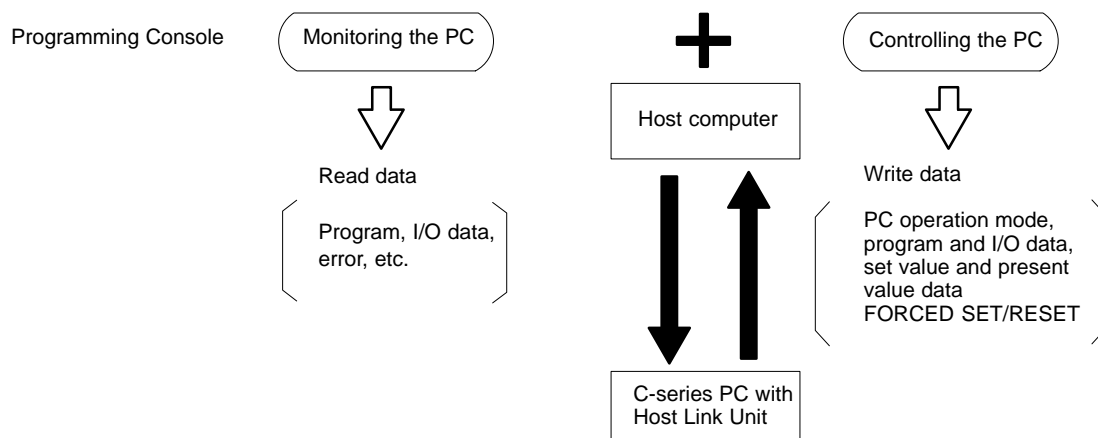 Programming Console
Monitoring the PC
Controlling the PC
Host computer
Read data
Program, I/O data,
error, etc.
Write data
PC operation mode,
program and I/O data,
set value and present
value data
FORCED SET/RESET
C-series PC with
Host Link Unit